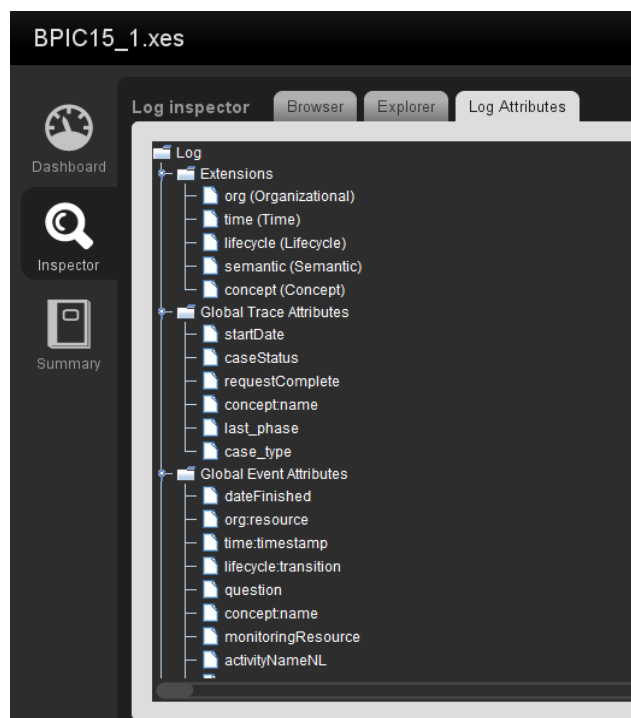 BPIC15_1.xes
Log inspector Browser Explorer Log Attributes
Dashboard
Inspector
Summary
Log
Extensions
org (Organizational)
time (Time)
lifecycle (Lifecycle)
semantic (Semantic)
concept (Concept)
Global Trace Attributes
startDate
caseStatus
requestComplete
concept:name
last_phase
case_type
Global Event Attributes
dateFinished
org:resource
time:timestamp
lifecycle:transition
question
concept:name
monitoringResource
activityNameNL